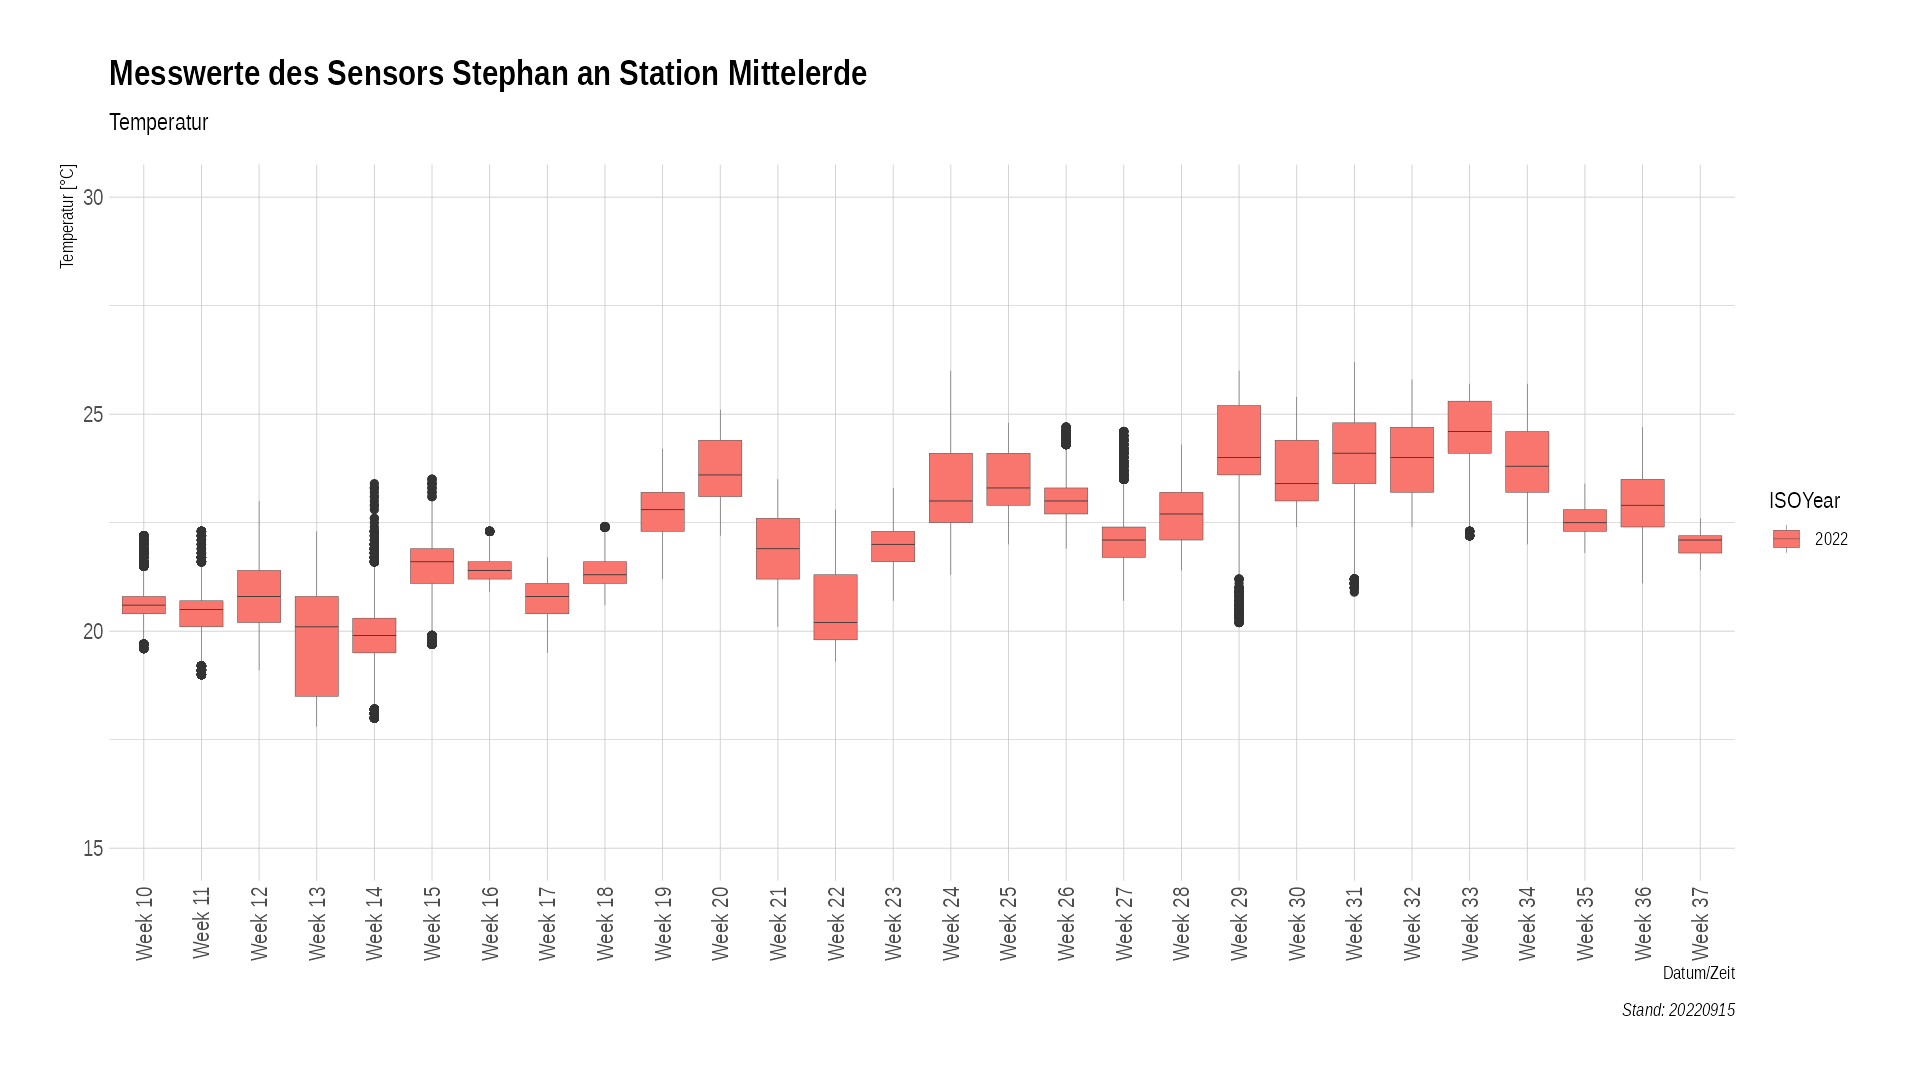 Messwerte des Sensors Stephan an Station Mittelerde
Temperatur
Temperatur [°C]
30
25
20
15
Week 10
Week 11
Week 12
Week 13
Week 14
Week 15
Week 16
Week 17
Week 18
Week 19
Week 20
Week 21
Week 22
Week 23
Week 24
Week 25
Week 26
Week 27
Week 28
Week 29
Week 30
Week 31
Week 32
Week 33
Week 34
Week 35
Week 36
Week 37
Datum/Zeit
ISOYear
2022
Stand: 20220915